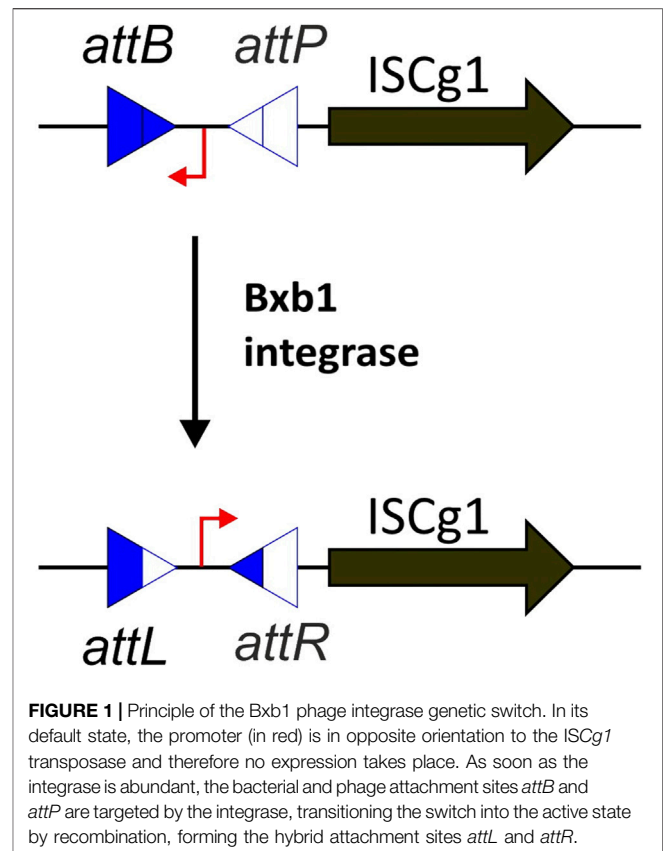 attB attP
ISCg1
Bxb1
integrase
ISCg1
attL attR
FIGURE 1 | Principle of the Bxb1 phage integrase genetic switch. In its
default state, the promoter (in red) is in opposite orientation to the ISCg1
transposase and therefore no expression takes place. As soon as the
integrase is abundant, the bacterial and phage attachment sites attB and
attP are targeted by the integrase, transitioning the switch into the active state
by recombination, forming the hybrid attachment sites attL and attR.